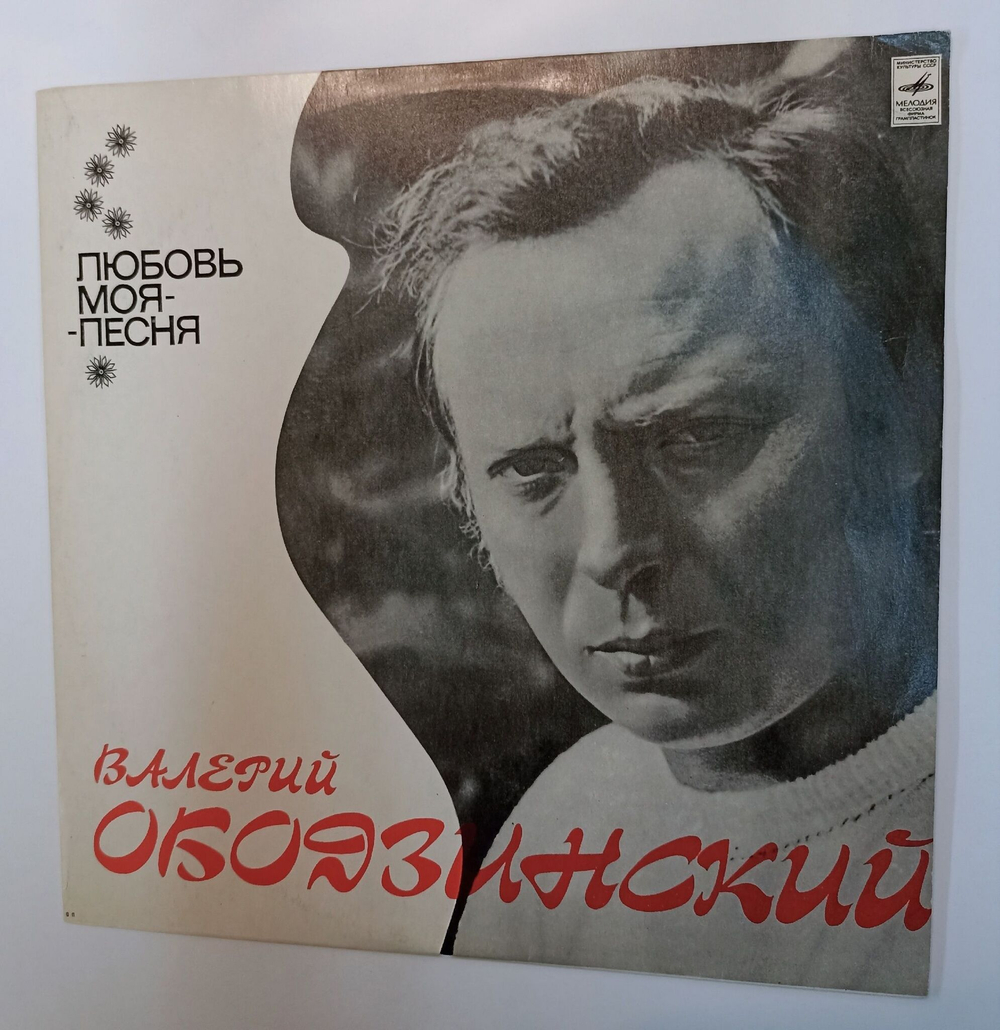 МИНИСТЕРСТВО
КУЛЬТУРЫ СССР
МЕЛОДИЯ
ВСЕСОЮЗНАЯ
ФИРМА
ГРАМПЛАСТИНОК
ЛЮБОВЬ
МОЯ-
-ПЕСНЯ
ВАЛЕРИЙ
ОБОДЗИНСКИЙ